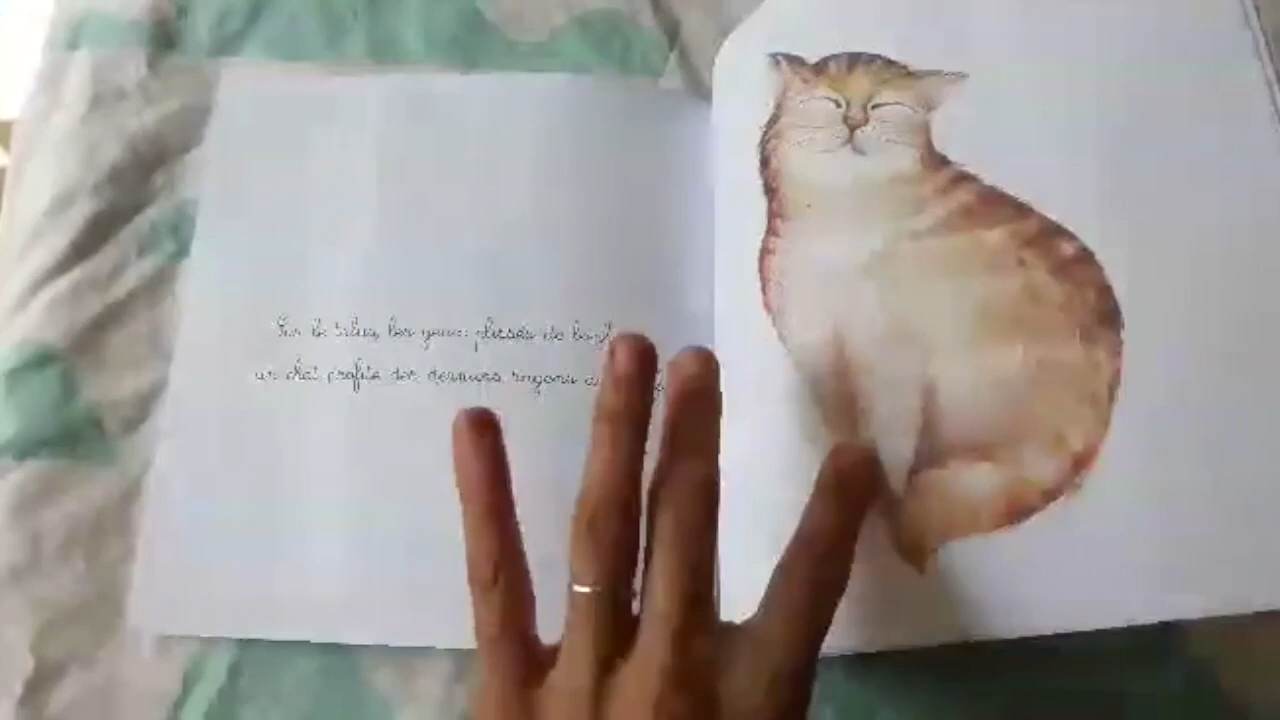 Sur le talus, les yeux plissés de
un chat profite des derniers rayons